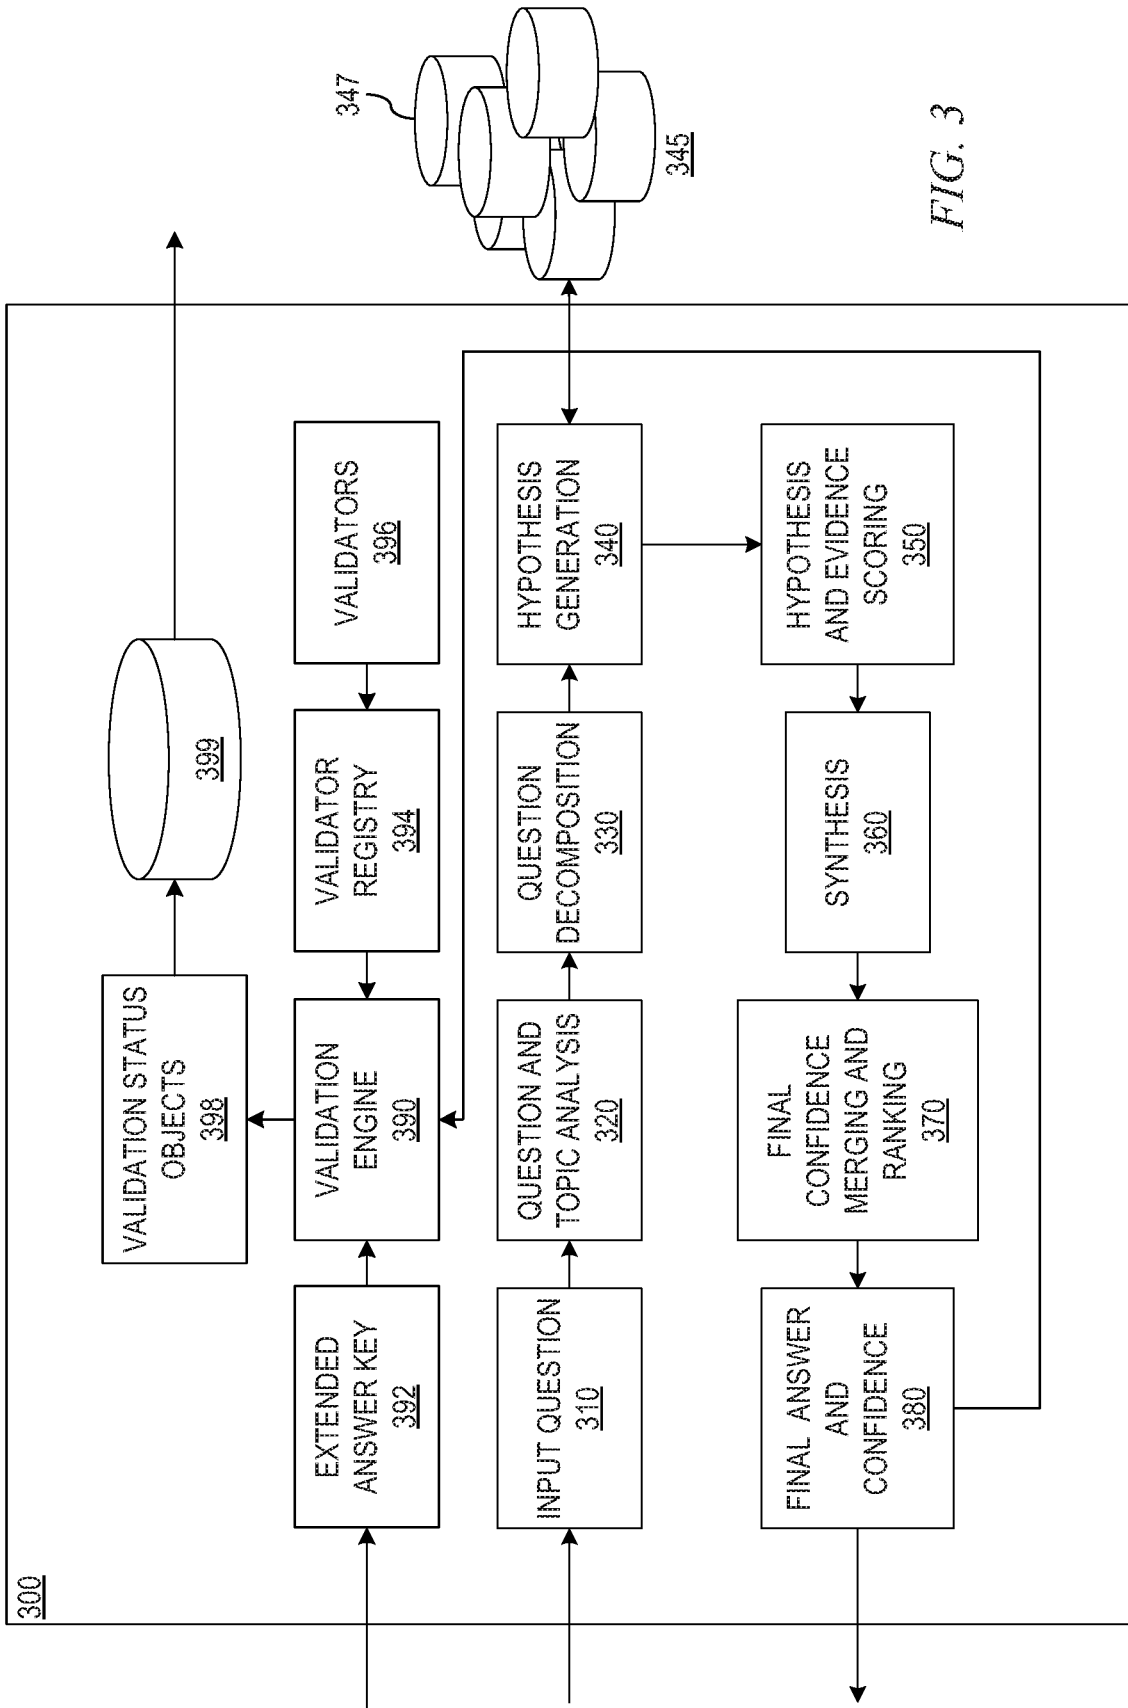 300
VALIDATION STATUS
OBJECTS
398
399
EXTENDED
ANSWER KEY
392
VALIDATION
ENGINE
390
VALIDATOR
REGISTRY
394
VALIDATORS
396
INPUT QUESTION
310
QUESTION AND
TOPIC ANALYSIS
320
QUESTION
DECOMPOSITION
330
HYPOTHESIS
GENERATION
340
347
345
FINAL ANSWER
AND
CONFIDENCE
380
FINAL
CONFIDENCE
MERGING AND
RANKING
370
SYNTHESIS
360
HYPOTHESIS
AND EVIDENCE
SCORING
350
FIG. 3